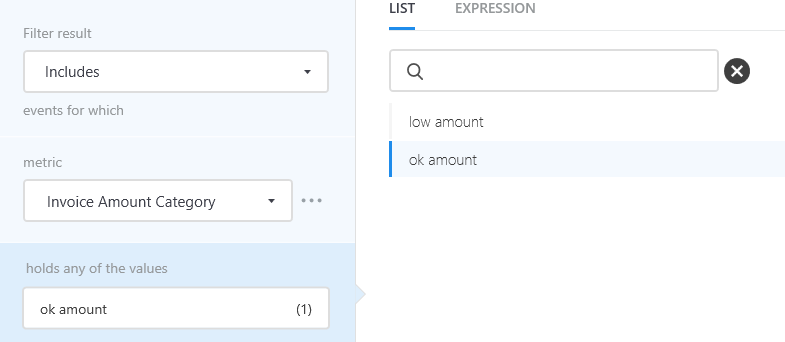 Filter result
Includes
events for which
metric
Invoice Amount Category
holds any of the values
ok amount (1)
LIST EXPRESSION
low amount
ok amount